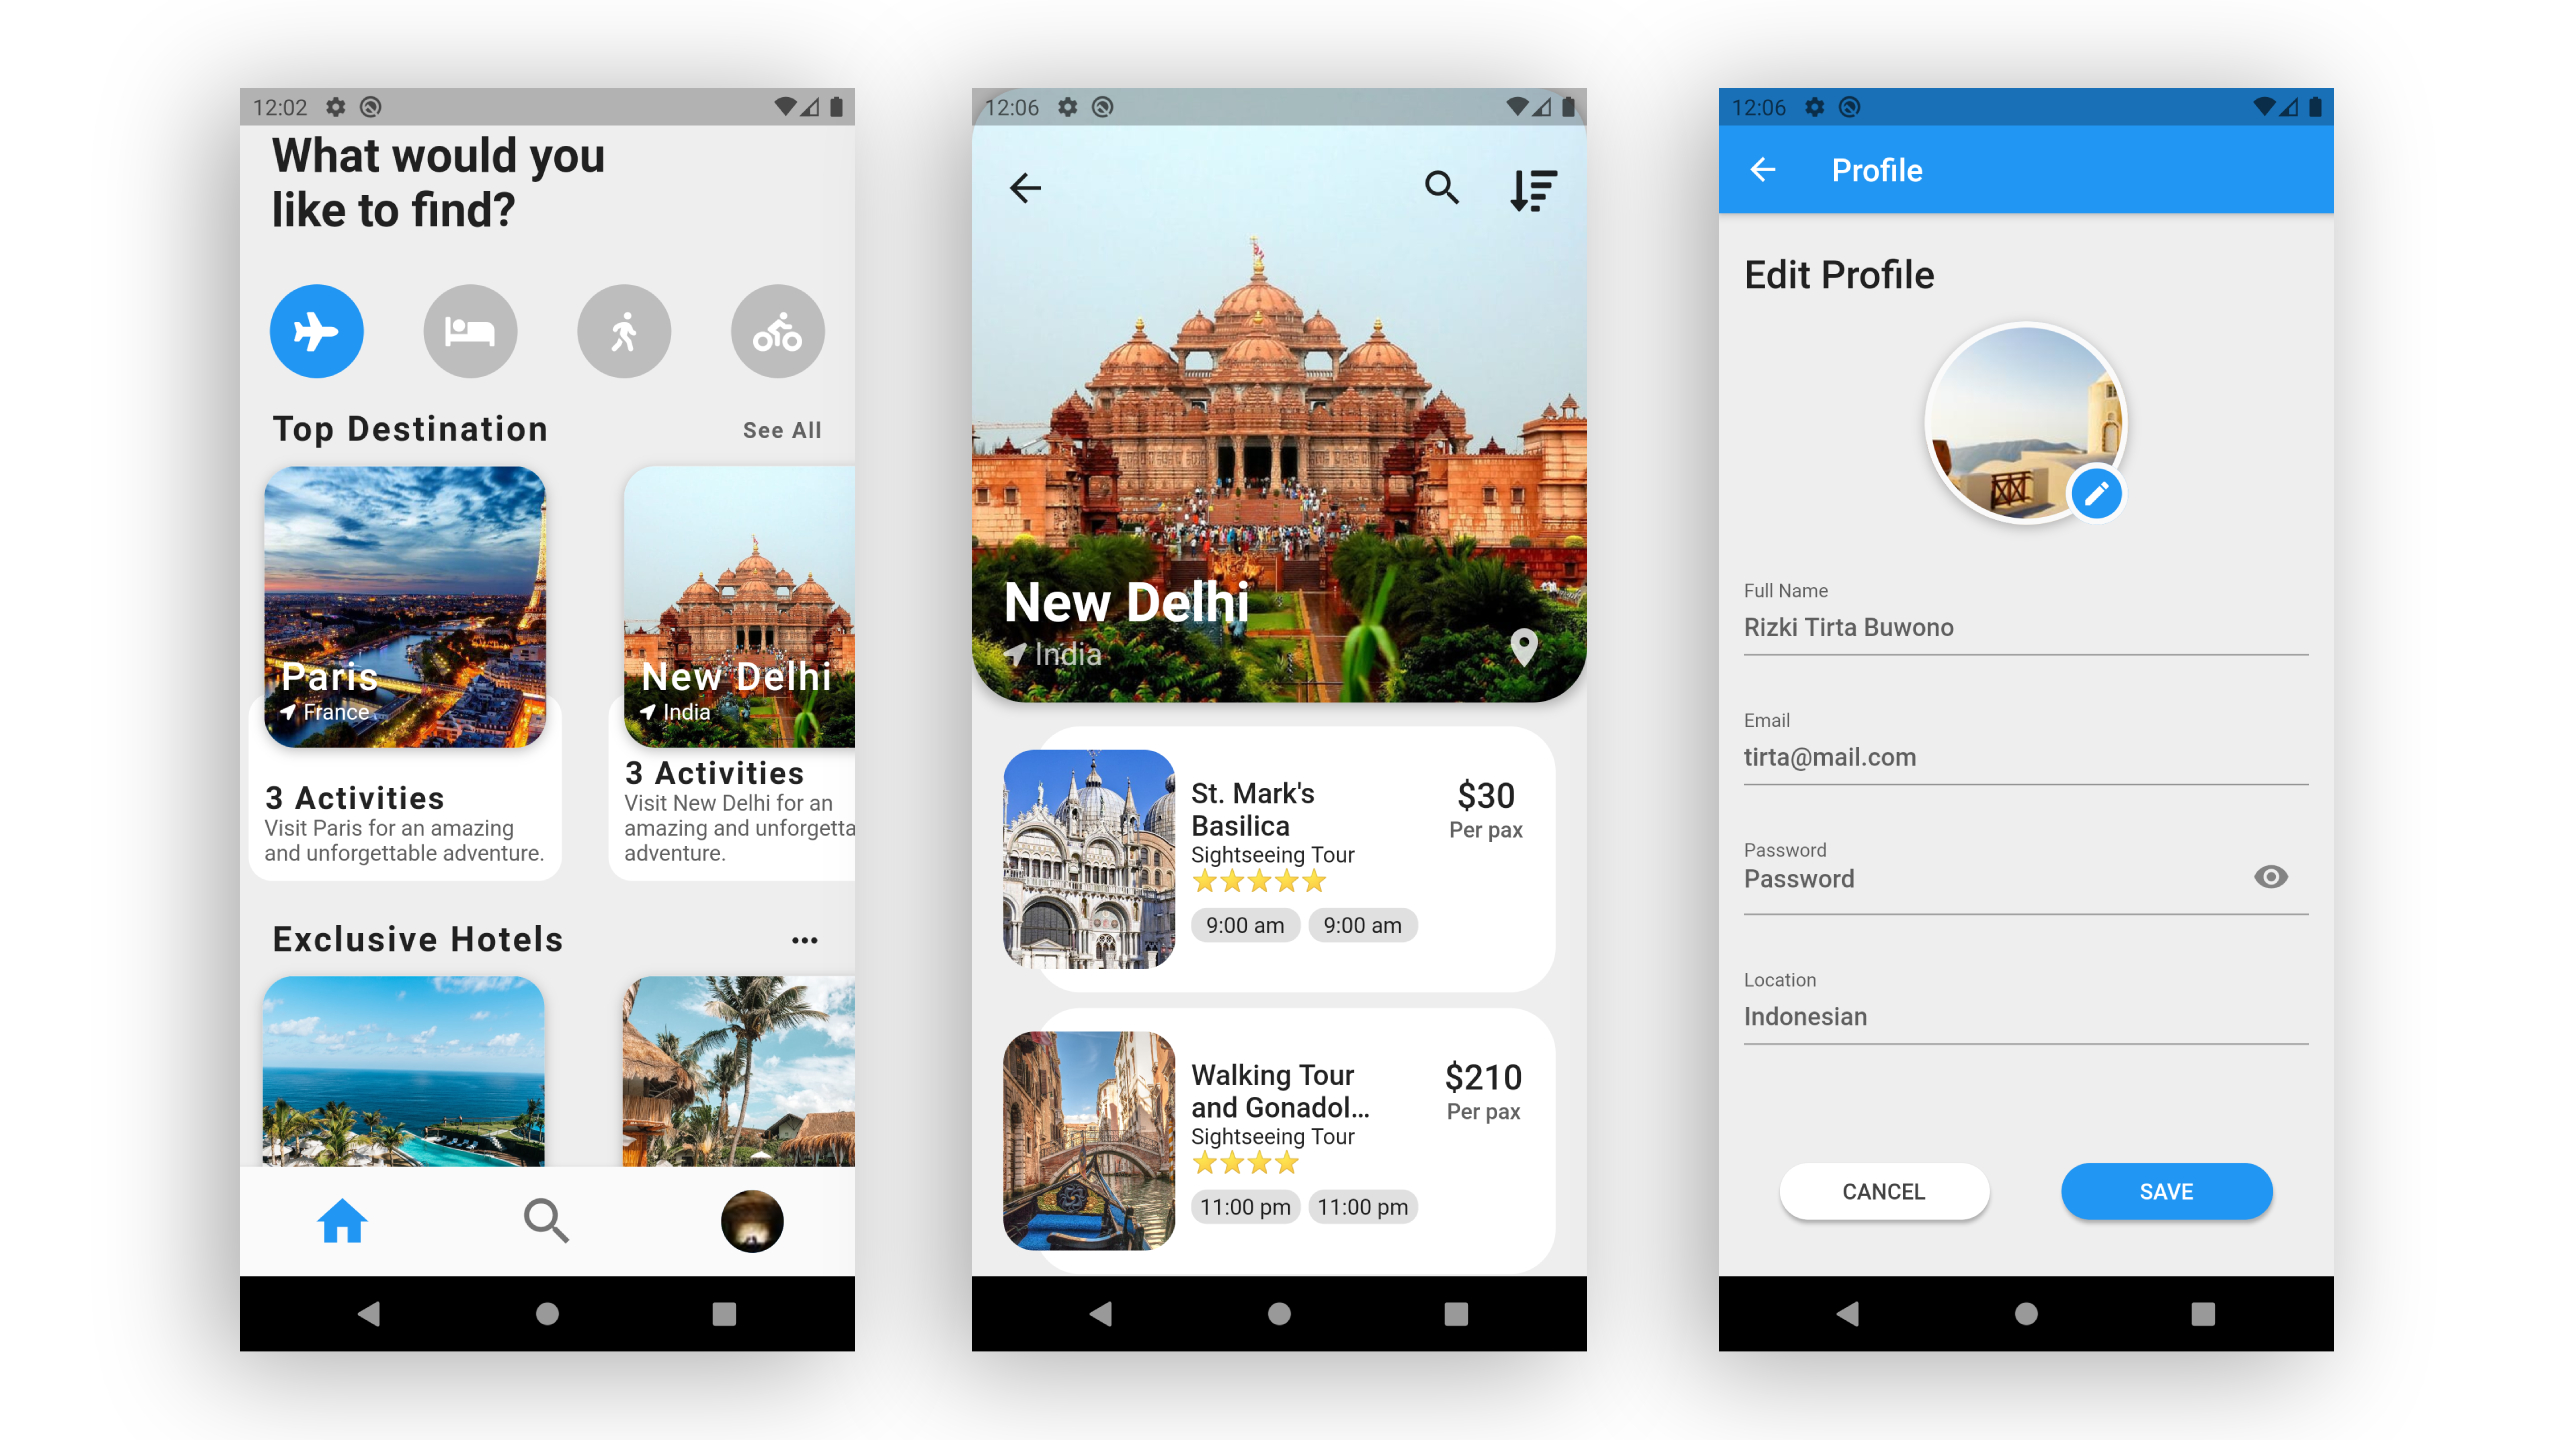 12:02
What would you
like to find?
Top Destination
See All
Paris
France
3 Activities
Visit Paris for an amazing
and unforgettable adventure.
New Delhi
India
3 Activities
Visit New Delhi for an
amazing and unforgetta
adventure.
Exclusive Hotels
12:06
New Delhi
India
St. Mark's
Basilica
Sightseeing Tour
9:00 am
9:00 am
$30
Per pax
Walking Tour
and Gonadol...
Sightseeing Tour
11:00 pm
11:00 pm
$210
Per pax
12:06
Profile
Edit Profile
Full Name
Rizki Tirta Buwono
Email
tirta@mail.com
Password
Password
Location
Indonesian
CANCEL
SAVE